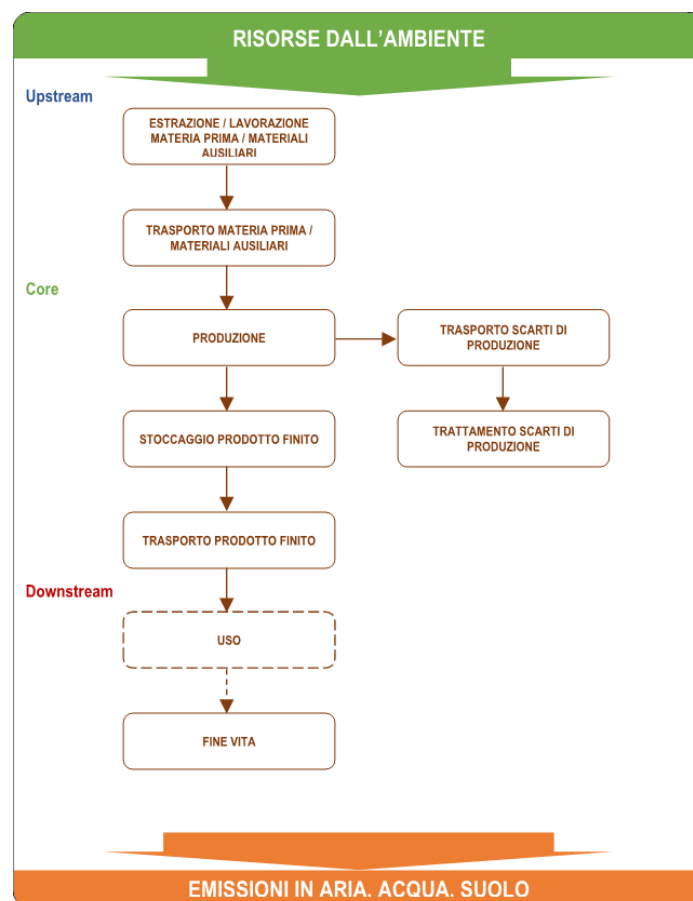 RISORSE DALL'AMBIENTE
Upstream
ESTRAZIONE / LAVORAZIONE
MATERIA PRIMA / MATERIALI
AUSILIARI
TRASPORTO MATERIA PRIMA /
MATERIALI AUSILIARI
Core
PRODUZIONE
TRASPORTO SCARTI DI
PRODUZIONE
STOCCAGGIO PRODOTTO FINITO
TRATTAMENTO SCARTI DI
PRODUZIONE
TRASPORTO PRODOTTO FINITO
Downstream
USO
FINE VITA
EMISSIONI IN ARIA. ACQUA. SUOLO